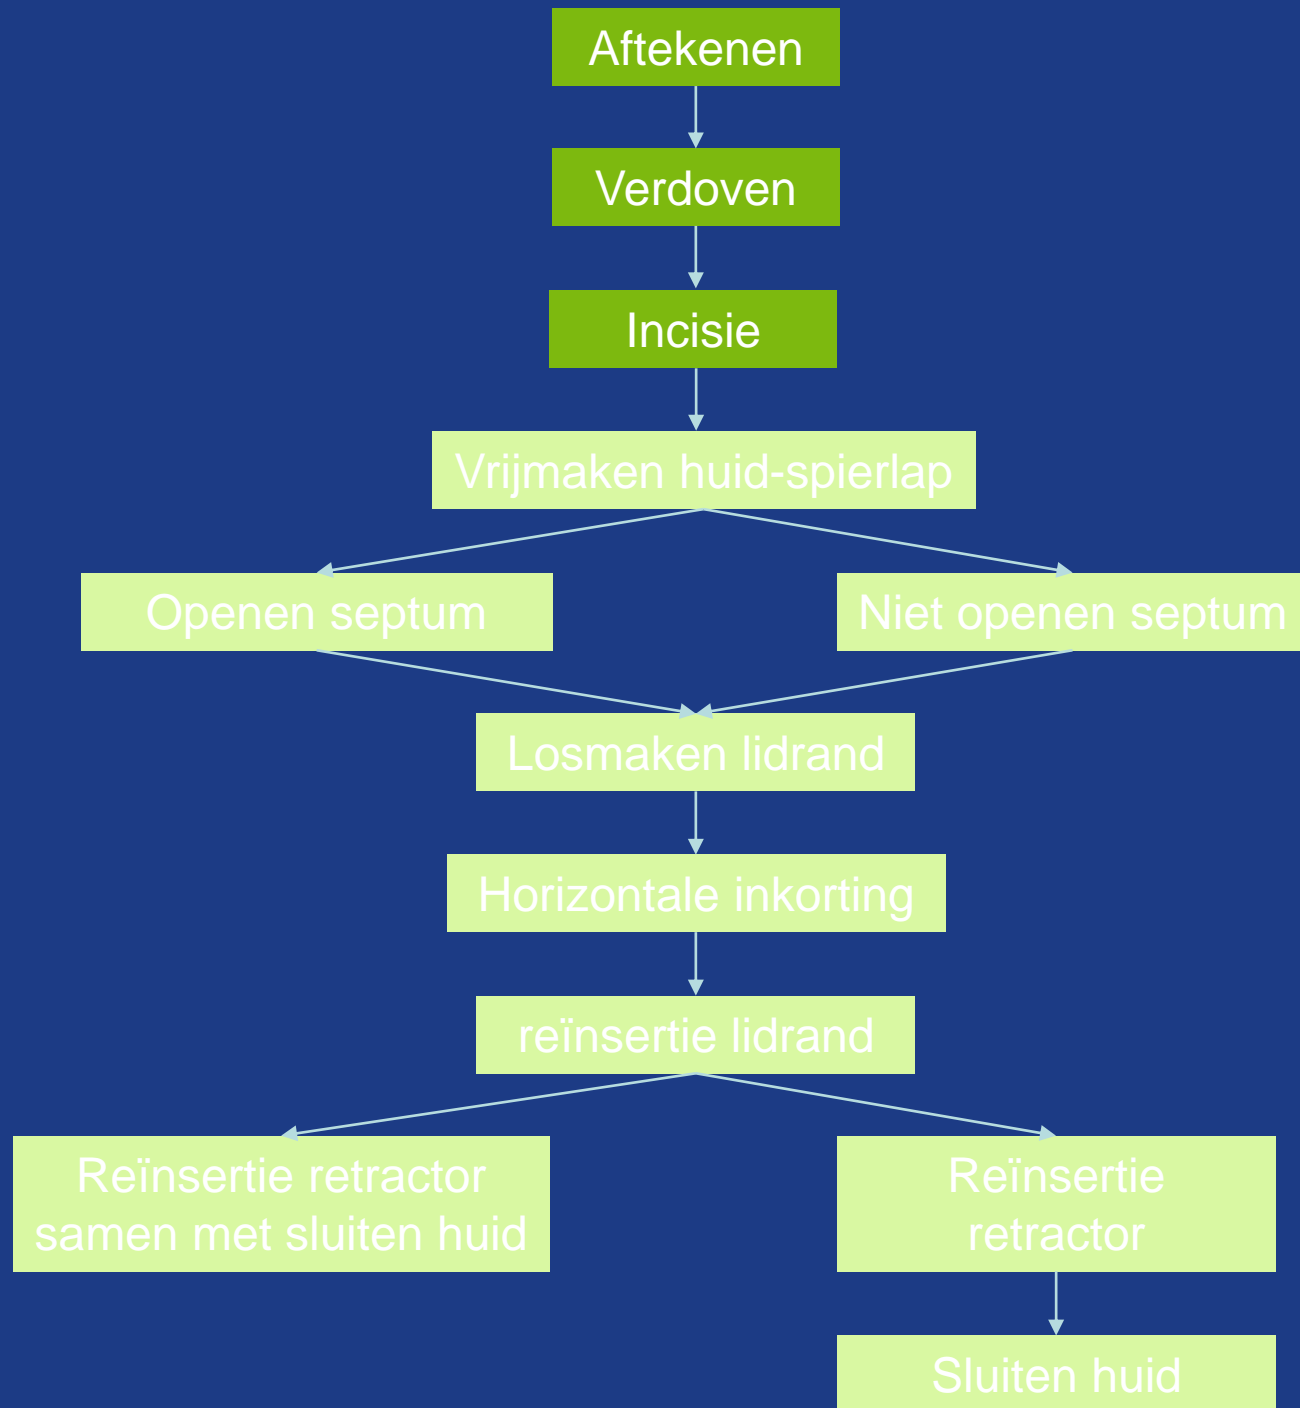 Aftekenen
Verdoven
Incisie
Vrijmaken huid-spierlap
Openen septum
Niet openen septum
Losmaken lidrand
Horizontale inkorting
reïnsertie lidrand
Reïnsertie retractor
samen met sluiten huid
Reïnsertie
retractor
Sluiten huid